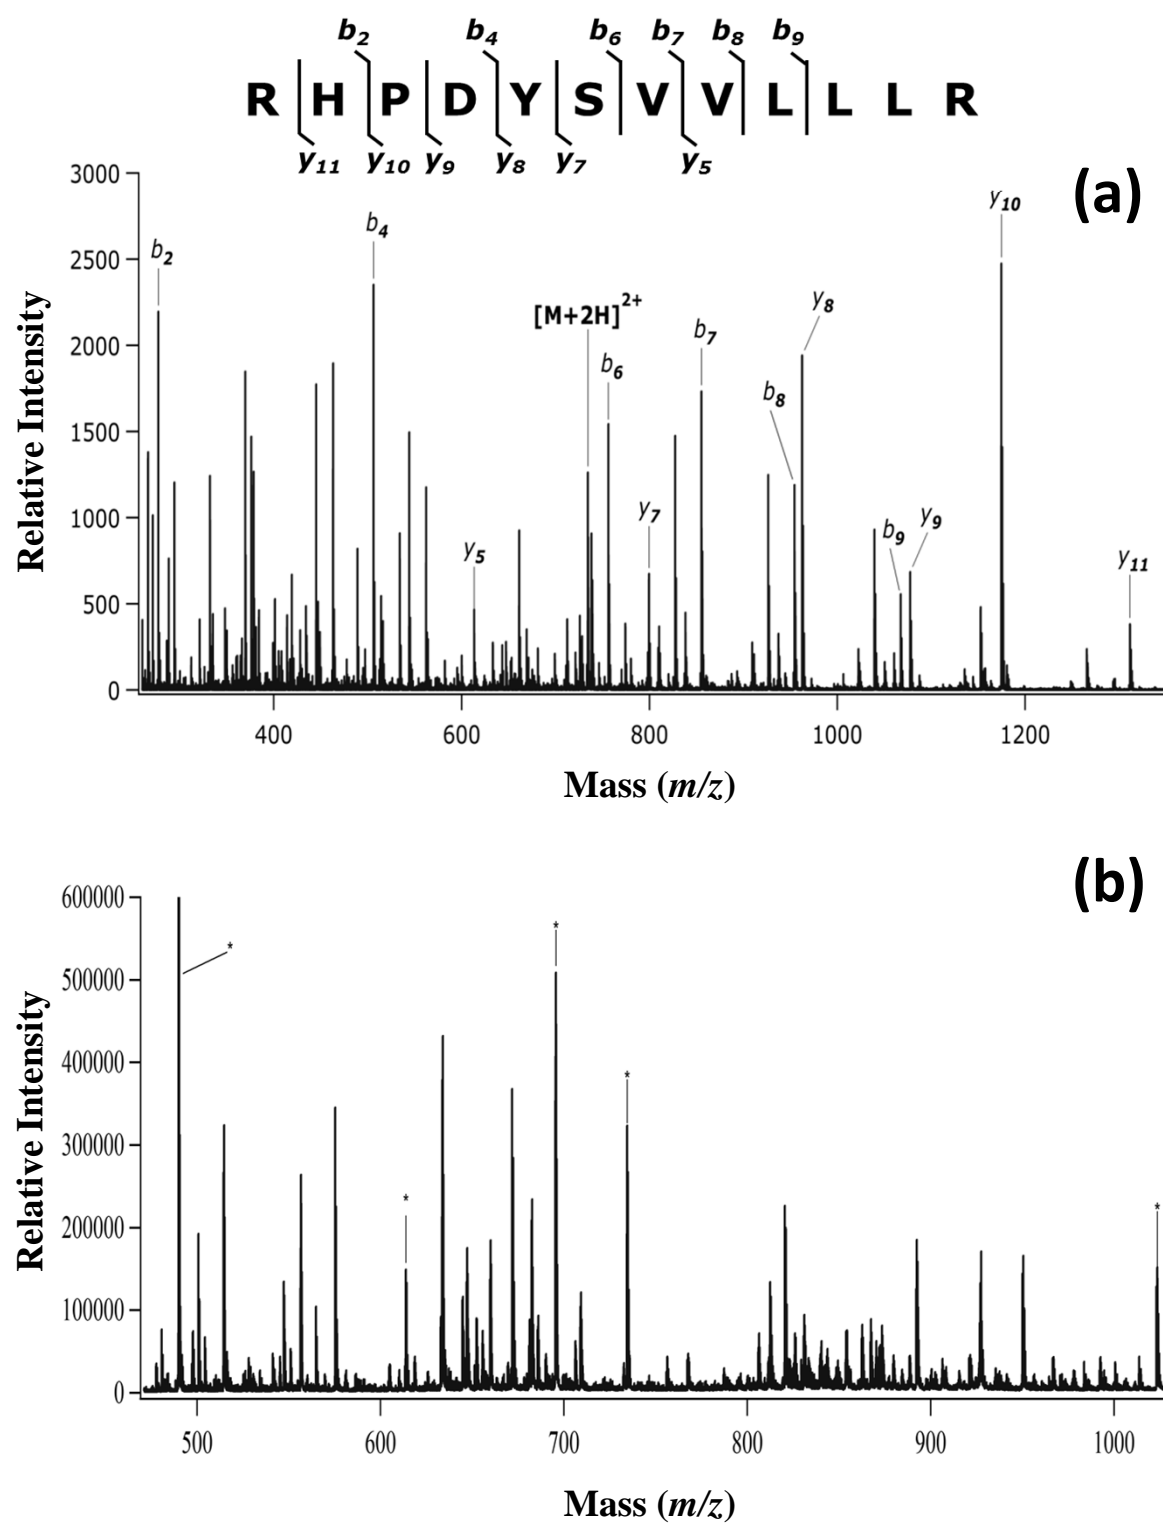 b2 b4 b6 b7 b8 b9
R H P D Y S V V L L L R
y11 y10 y9 y8 y7 y5
(a)
3000
2500
2000
1500
1000
500
0
Relative Intensity
b2
b4
y5
[M+2H]2+
b6
y7
b7
b8
y8
b9
y9
y10
y11
400 600 800 1000 1200
Mass (m/z)
(b)
600000
500000
400000
300000
200000
100000
0
Relative Intensity
*
*
*
*
*
500 600 700 800 900 1000
Mass (m/z)